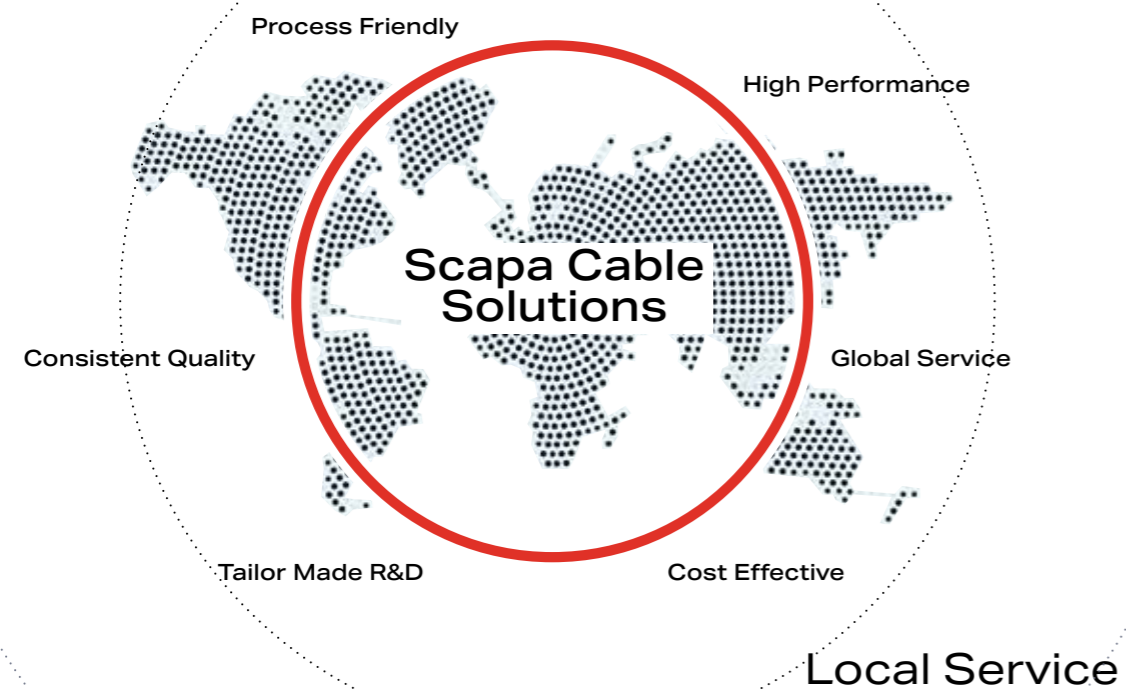 Process Friendly
High Performance
Scapa Cable
Solutions
Consistent Quality
Global Service
Tailor Made R&D
Cost Effective
Local Service